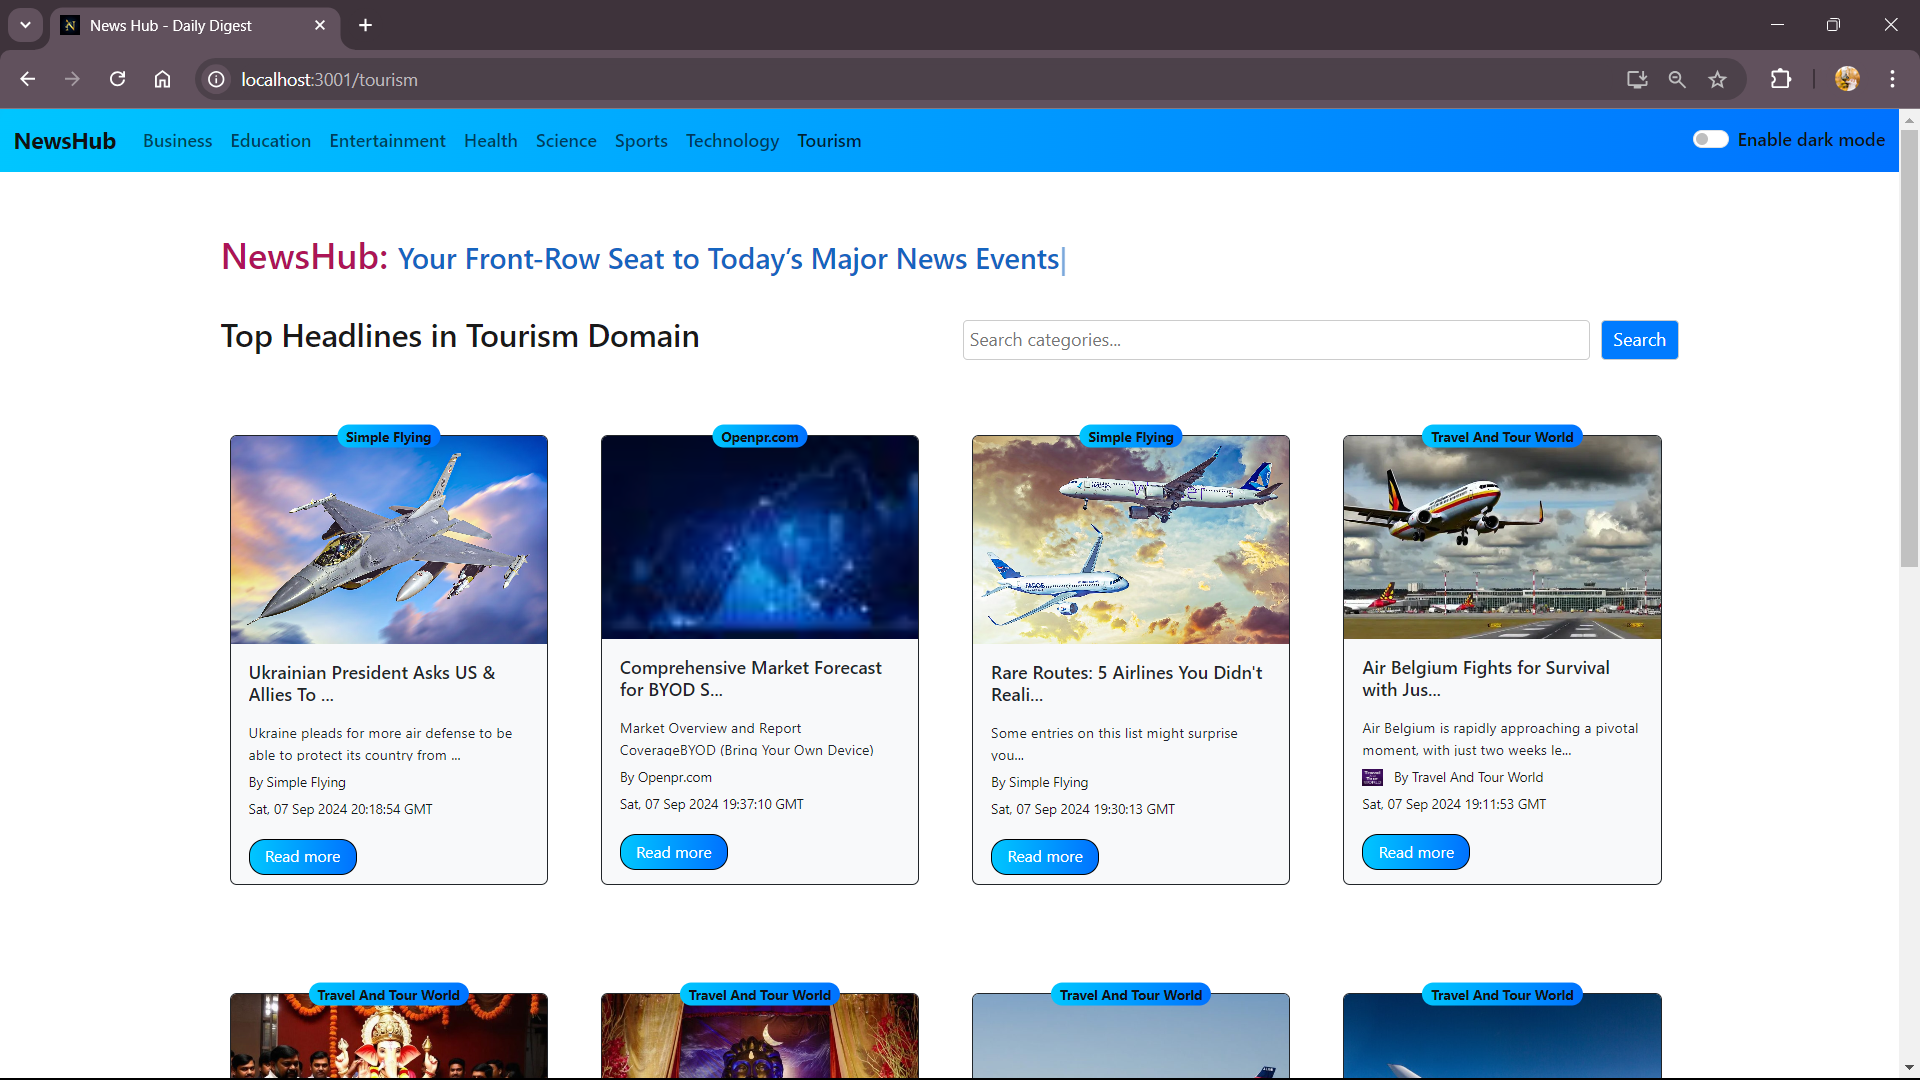 News Hub - Daily Digest
localhost:3001/tourism
NewsHub Business Education Entertainment Health Science Sports Technology Tourism Enable dark mode
NewsHub: Your Front-Row Seat to Today’s Major News Events|
Top Headlines in Tourism Domain
Search categories... Search
Simple Flying
Ukrainian President Asks US &
Allies To ...
Ukraine pleads for more air defense to be
able to protect its country from ...
By Simple Flying
Sat, 07 Sep 2024 20:18:54 GMT
Read more
Openpr.com
Comprehensive Market Forecast
for BYOD S...
Market Overview and Report
CoverageBYOD (Bring Your Own Device)
By Openpr.com
Sat, 07 Sep 2024 19:37:10 GMT
Read more
Simple Flying
Rare Routes: 5 Airlines You Didn't
Reali...
Some entries on this list might surprise
you...
By Simple Flying
Sat, 07 Sep 2024 19:30:13 GMT
Read more
Travel And Tour World
Air Belgium Fights for Survival
with Jus...
Air Belgium is rapidly approaching a pivotal
moment, with just two weeks le...
By Travel And Tour World
Sat, 07 Sep 2024 19:11:53 GMT
Read more
Travel And Tour World
Travel And Tour World
Travel And Tour World
Travel And Tour World